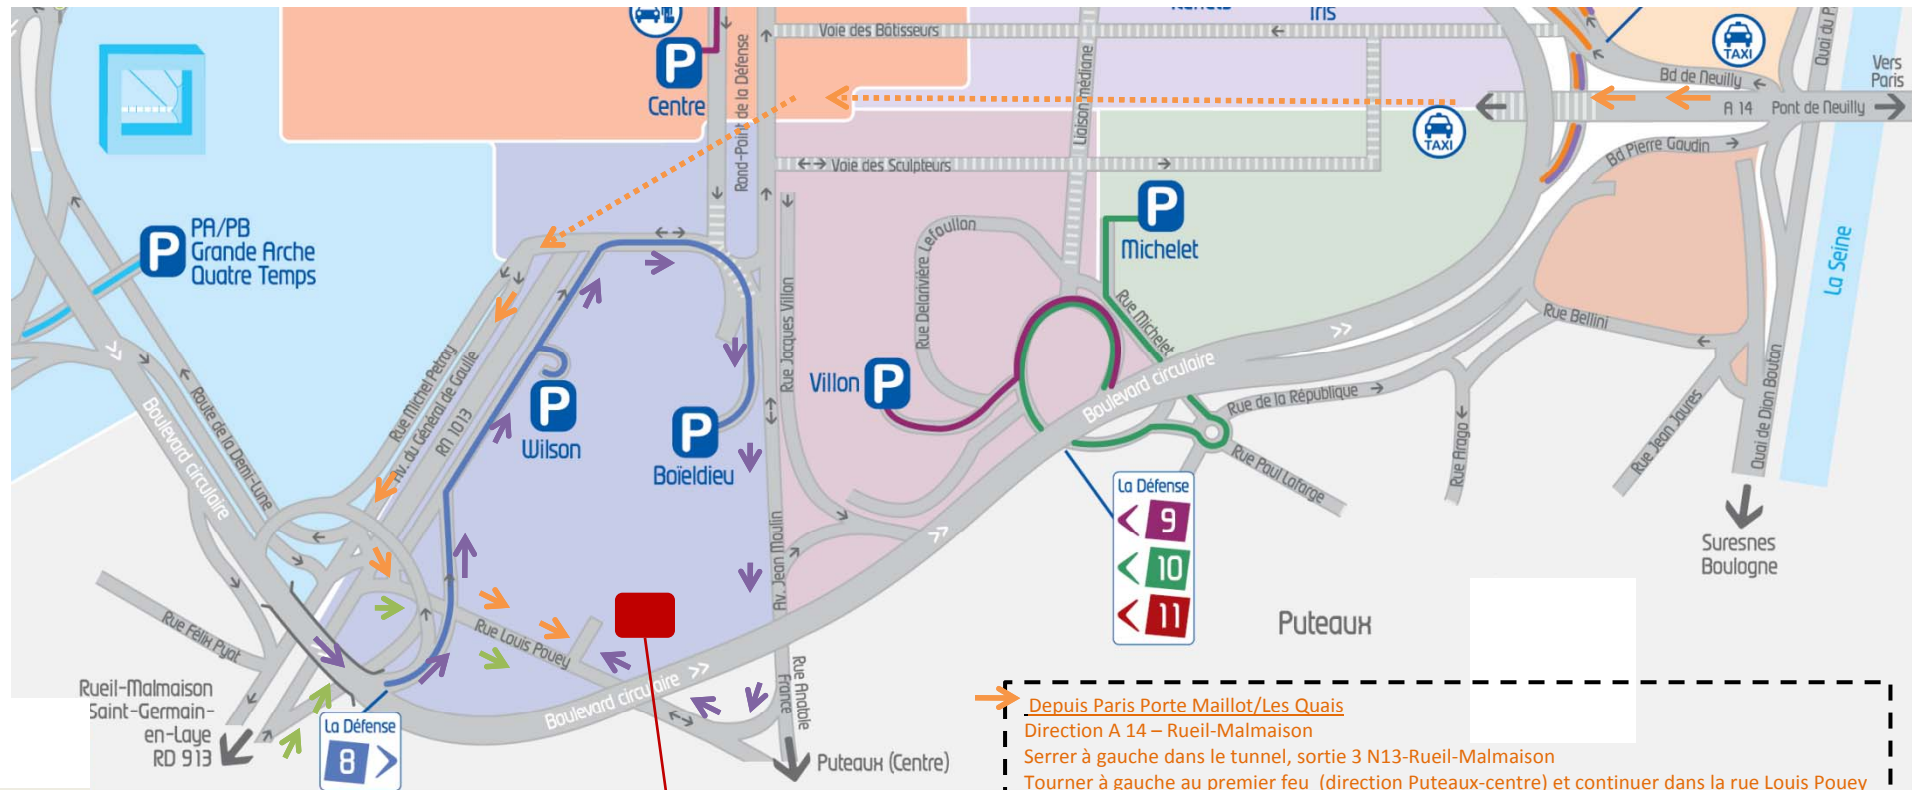 Iris
Voie des Bâtisseurs
P
Centre
Rond-Point de la Défense
Liaison médiane
TAXI
Quai du P
Vers
Paris
Bd de Neuilly
A 14
Pont de Neuilly
TAXI
Bd Pierre Gaudin
Voie des Sculpteurs
P
PA/PB
Grande Arche
Quatre Temps
P
Michelet
La Seine
Rue Delarivière Lefoullon
Rue Jacques Villon
Rue Michelet
Rue Bellini
Boulevard circulaire
Route de la Demi-Lune
Rue Michel Petroy
Av. du Général de Gaulle
RN 1013
P
Wilson
P
Boïeldieu
Villon
P
Boulevard circulaire
Rue de la République
Rue Arago
Rue Jean Jaures
Quai de Dion Bouton
Rue Paul Lafarge
La Défense
9
10
11
Suresnes
Boulogne
Av. Jean Moulin
Rue Félix Pyat
Rue Louis Pouey
Puteaux
Rueil-Malmaison
Saint-Germain-
en-Laye
RD 913
La Défense
8
Boulevard circulaire
Rue Anatole
France
Puteaux (Centre)
Depuis Paris Porte Maillot/Les Quais
Direction A 14 – Rueil-Malmaison
Serrer à gauche dans le tunnel, sortie 3 N13-Rueil-Malmaison
Tourner à gauche au premier feu (direction Puteaux-centre) et continuer dans la rue Louis Pouey